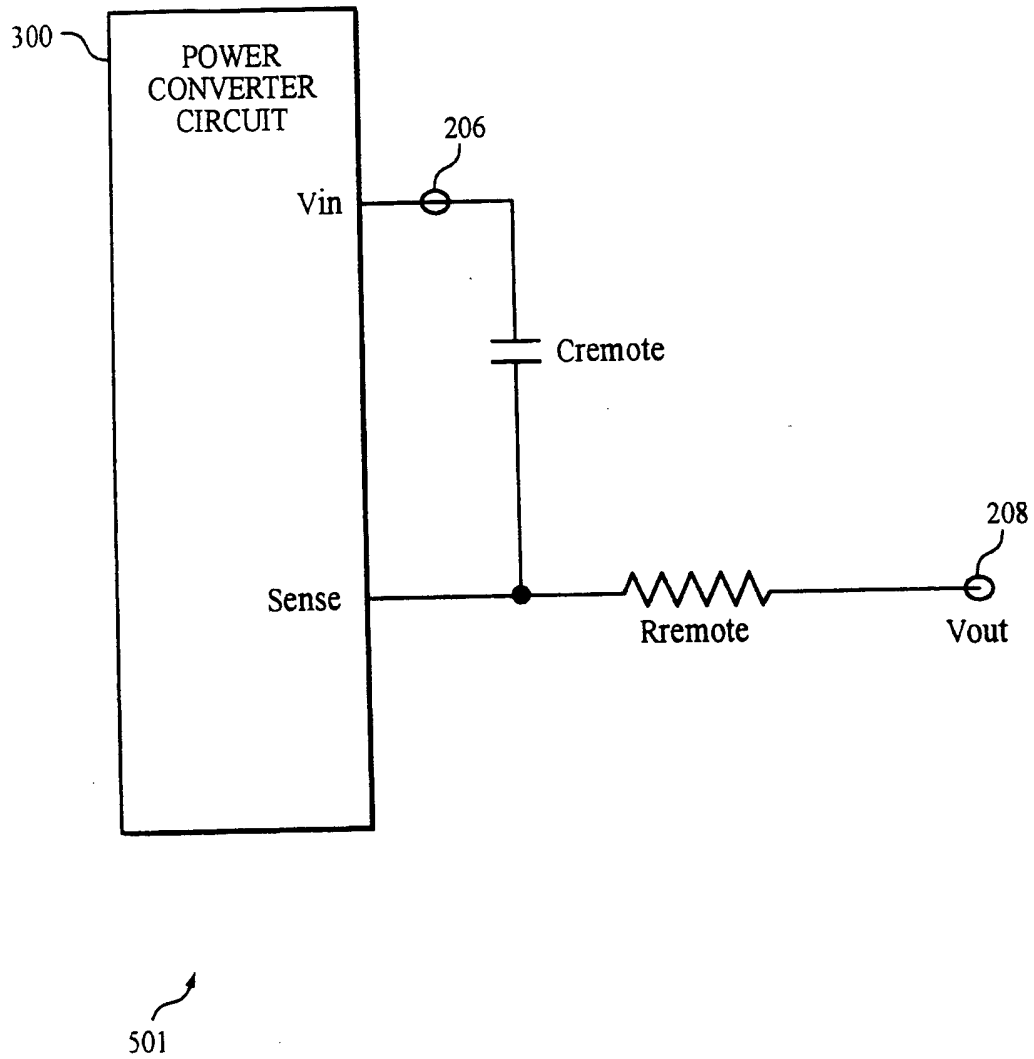 300
POWER
CONVERTER
CIRCUIT
206
Vin
Cremote
208
Sense
Rremote
Vout
501